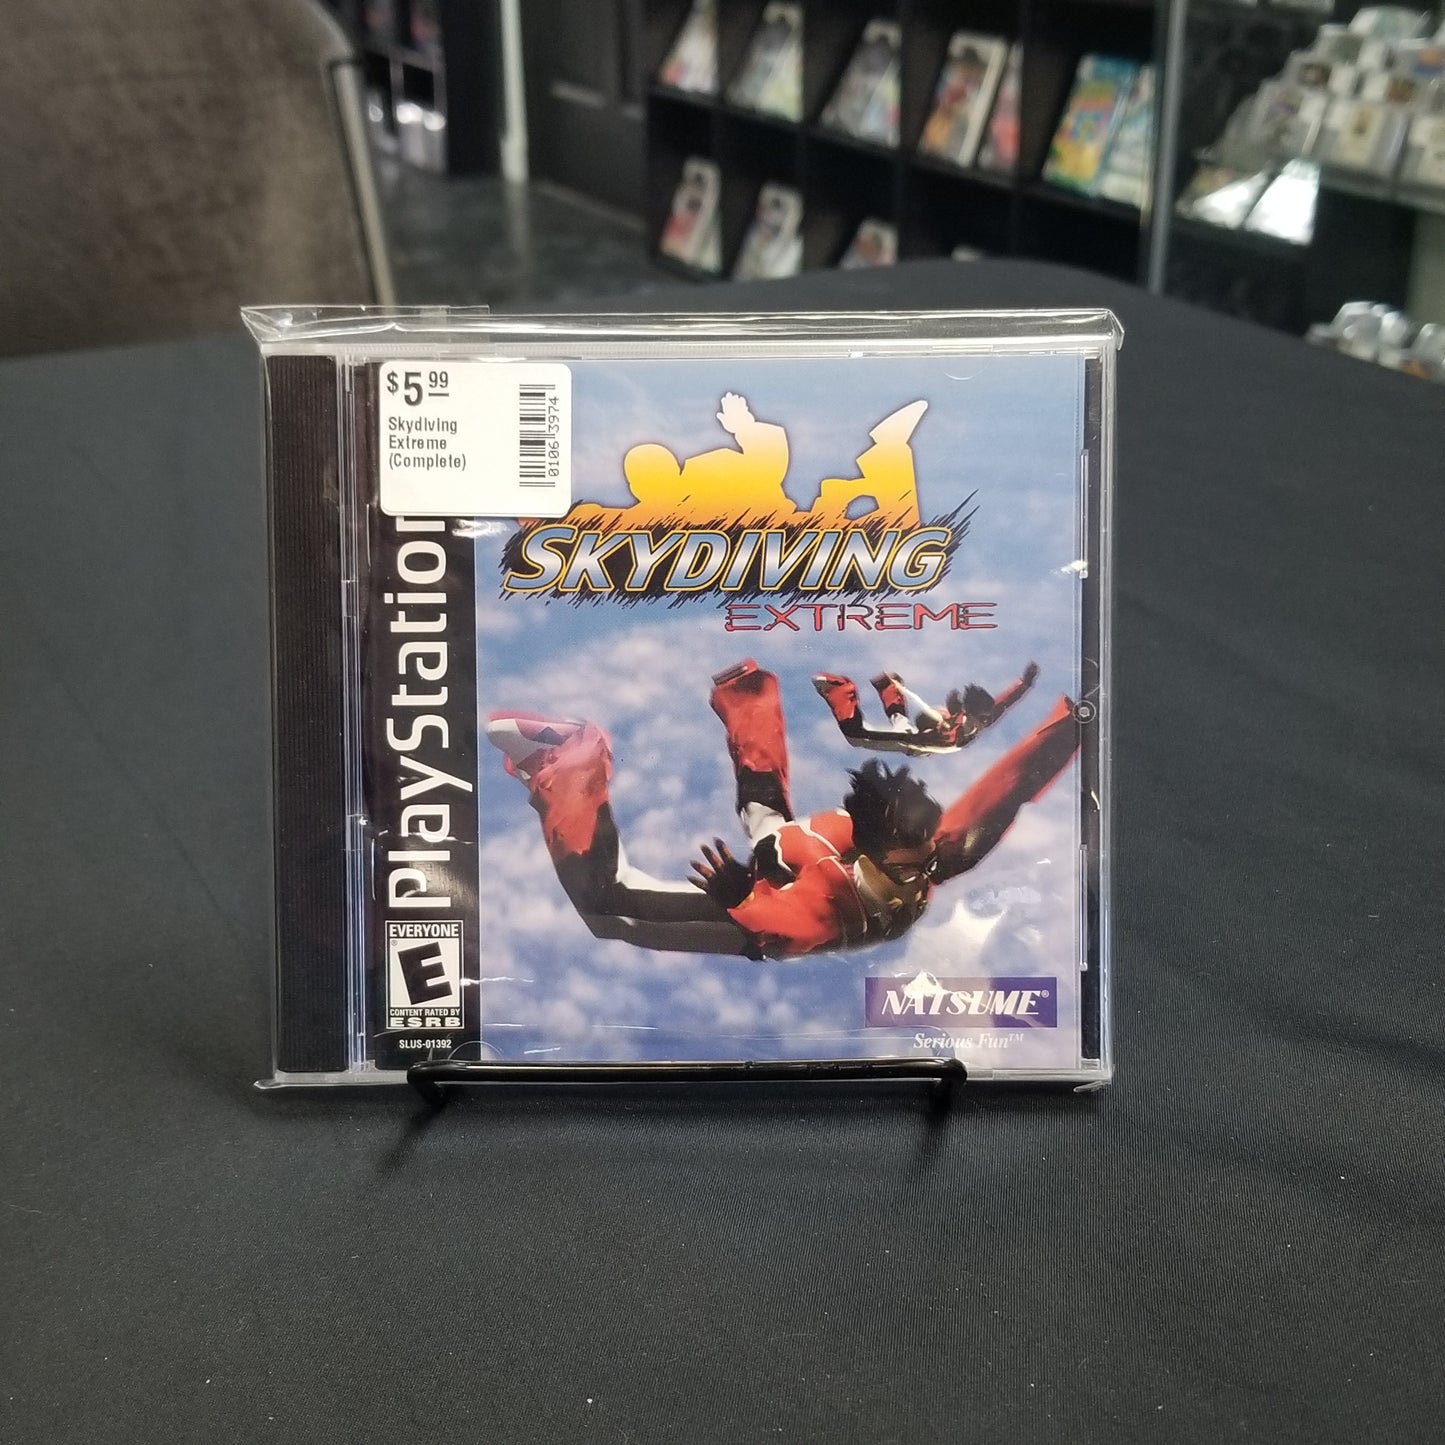 $5.99
Skydiving
Extreme
(Complete)
0106 3974
PlayStation
SKYDIVING
EXTREME
EVERYONE
E
CONTENT RATED BY
ESRB
SLUS-01392
NATSUME®
Serious Fun™